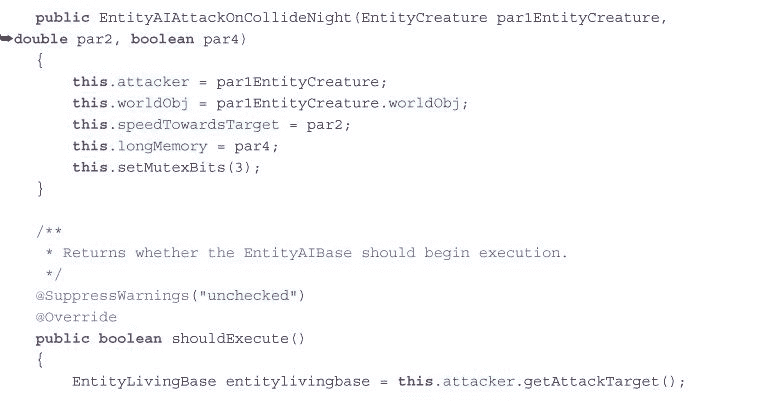 public EntityAIAttackOnCollideNight(EntityCreature par1EntityCreature,
➥double par2, boolean par4)
{
this.attacker = par1EntityCreature;
this.worldObj = par1EntityCreature.worldObj;
this.speedTowardsTarget = par2;
this.longMemory = par4;
this.setMutexBits(3);
}
/**
* Returns whether the EntityAIBase should begin execution.
*/
@SuppressWarnings("unchecked")
@Override
public boolean shouldExecute()
{
EntityLivingBase entitylivingbase = this.attacker.getAttackTarget();